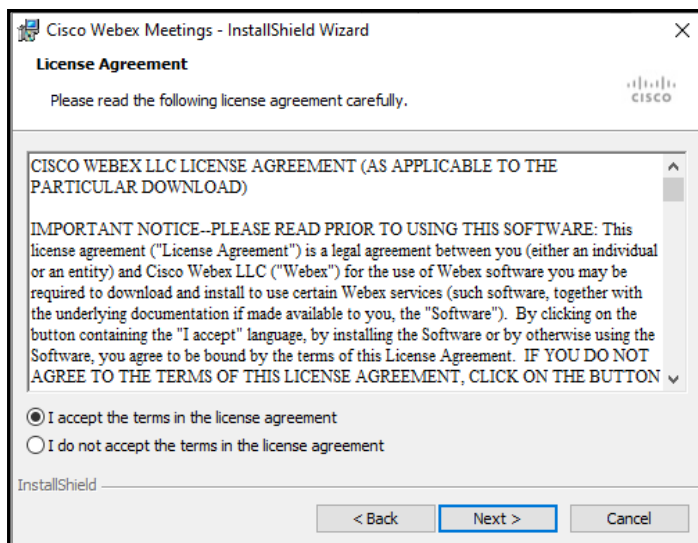 Cisco Webex Meetings - InstallShield Wizard
License Agreement
Please read the following license agreement carefully.
CISCO
CISCO WEBEX LLC LICENSE AGREEMENT (AS APPLICABLE TO THE
PARTICULAR DOWNLOAD)
IMPORTANT NOTICE--PLEASE READ PRIOR TO USING THIS SOFTWARE: This
license agreement ("License Agreement") is a legal agreement between you (either an individual
or an entity) and Cisco Webex LLC ("Webex") for the use of Webex software you may be
required to download and install to use certain Webex services (such software, together with
the underlying documentation if made available to you, the "Software"). By clicking on the
button containing the "I accept" language, by installing the Software or by otherwise using the
Software, you agree to be bound by the terms of this License Agreement. IF YOU DO NOT
AGREE TO THE TERMS OF THIS LICENSE AGREEMENT, CLICK ON THE BUTTON
I accept the terms in the license agreement
I do not accept the terms in the license agreement
InstallShield
< Back
Next >
Cancel